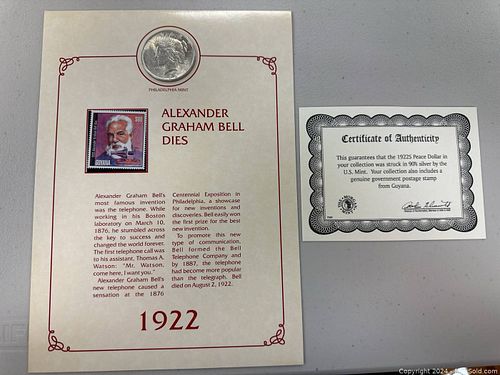 PHILADELPHIA MINT
GUYANA
ALEXANDER
GRAHAM BELL
DIES
Alexander Graham Bell's
most famous invention
was the telephone. While
working in his Boston
laboratory on March 10,
1876, he stumbled across
the key to success and
changed the world forever.
The first telephone call was
to his assistant, Thomas A.
Watson: "Mr. Watson,
come here, I want you."
Alexander Graham Bell's
new telephone caused a
sensation at the 1876
Centennial Exposition in
Philadelphia, a showcase
for new inventions and
discoveries. Bell easily won
the first prize for the best
new invention.
To promote this new
type of communication,
Bell formed the Bell
Telephone Company and
by 1887, the telephone
had become more popular
than the telegraph. Bell
died on August 2, 1922.
1922
Certificate of Authenticity
This guarantees that the 1922S Peace Dollar in
your collection was struck in 90% silver by the
U.S. Mint. Your collection also includes a
genuine government postage stamp
from Guyana.